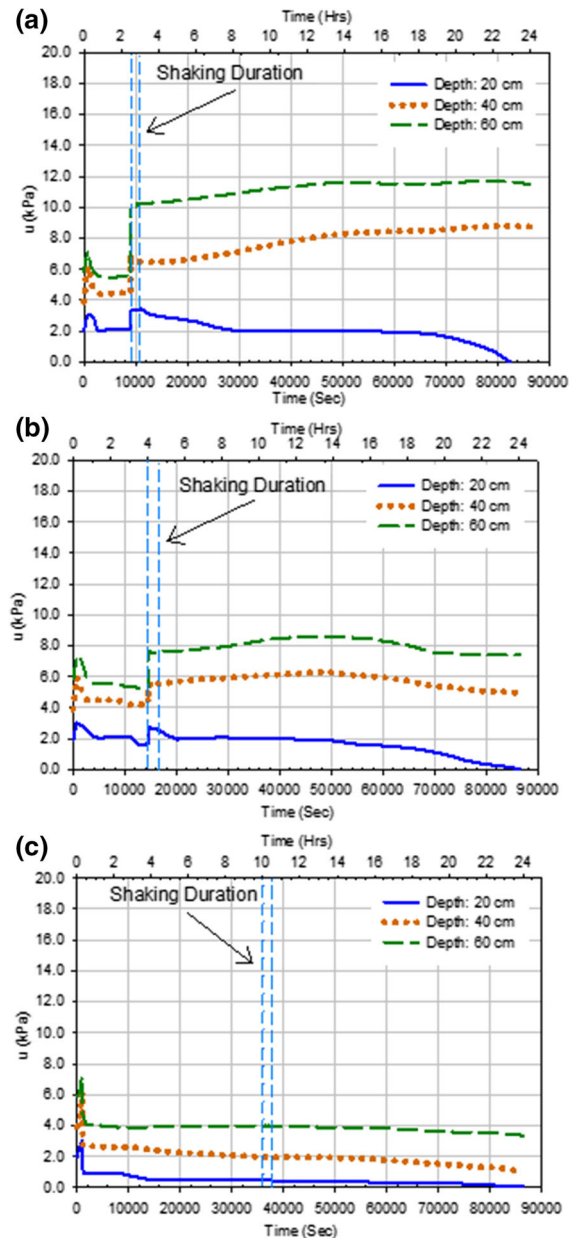 (a)
Time (Hrs)
0 2 4 6 8 10 12 14 16 18 20 22 24
20.0
18.0
16.0
14.0
12.0
10.0
8.0
6.0
4.0
2.0
0.0
u (kPa)
Shaking Duration
Depth: 20 cm
Depth: 40 cm
Depth: 60 cm
0 10000 20000 30000 40000 50000 60000 70000 80000 90000
Time (Sec)
(b)
Time (Hrs)
0 2 4 6 8 10 12 14 16 18 20 22 24
20.0
18.0
16.0
14.0
12.0
10.0
8.0
6.0
4.0
2.0
0.0
u (kPa)
Shaking Duration
Depth: 20 cm
Depth: 40 cm
Depth: 60 cm
0 10000 20000 30000 40000 50000 60000 70000 80000 90000
Time (Sec)
(c)
Time (Hrs)
0 2 4 6 8 10 12 14 16 18 20 22 24
20.0
18.0
16.0
14.0
12.0
10.0
8.0
6.0
4.0
2.0
0.0
u (kPa)
Shaking Duration
Depth: 20 cm
Depth: 40 cm
Depth: 60 cm
0 10000 20000 30000 40000 50000 60000 70000 80000 90000
Time (Sec)